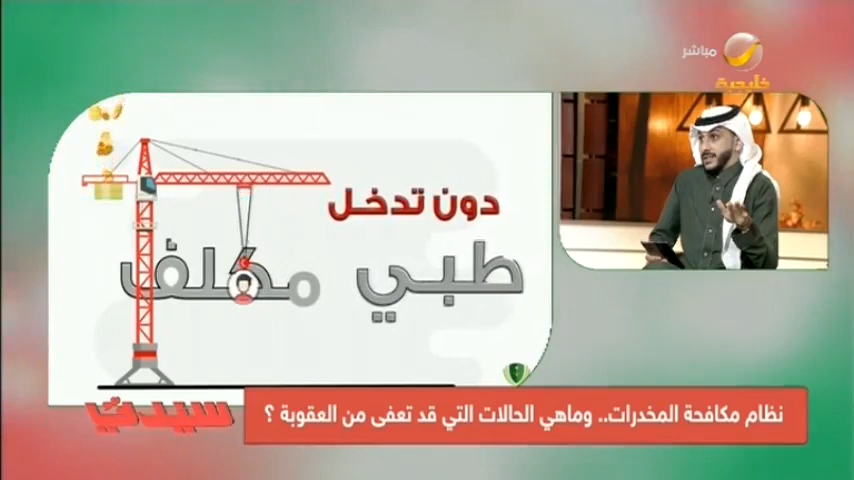 مباشر
خليجية
دون تدخل
طبي مكلف
نظام مكافحة المخدرات.. وماهي الحالات التي قد تعفى من العقوبة ؟
سيدتي